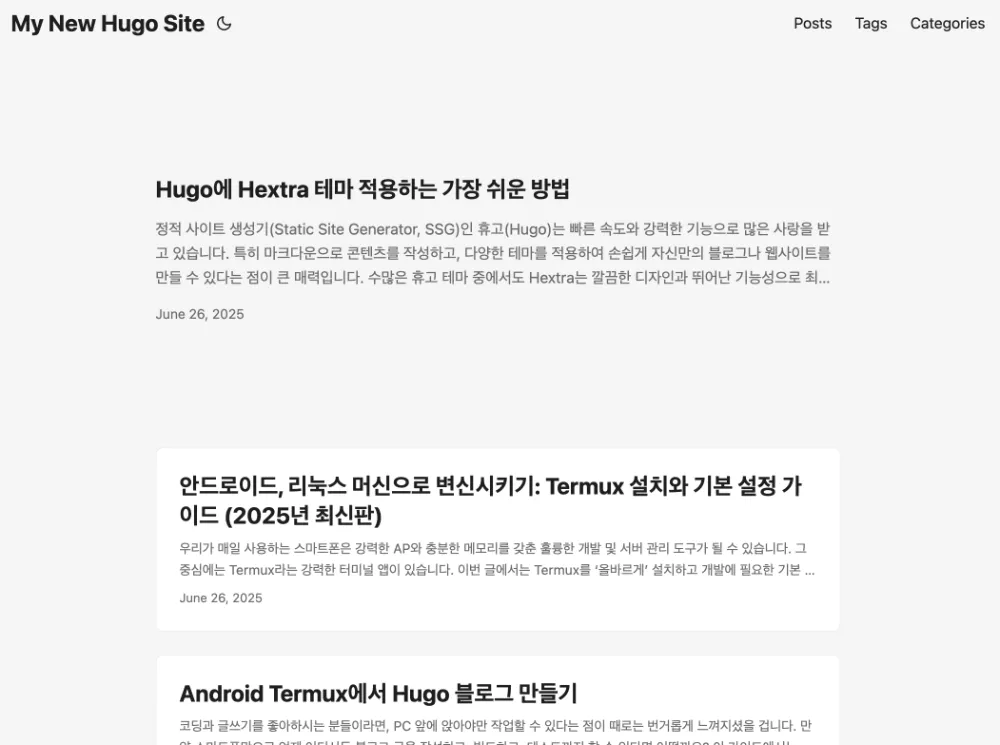 My New Hugo Site
Posts Tags Categories
Hugo에 Hextra 테마 적용하는 가장 쉬운 방법
정적 사이트 생성기(Static Site Generator, SSG)인 휴고(Hugo)는 빠른 속도와 강력한 기능으로 많은 사랑을 받
고 있습니다. 특히 마크다운으로 콘텐츠를 작성하고, 다양한 테마를 적용하여 손쉽게 자신만의 블로그나 웹사이트를
만들 수 있다는 점이 큰 매력입니다. 수많은 휴고 테마 중에서도 Hextra는 깔끔한 디자인과 뛰어난 기능성으로 최...
June 26, 2025
안드로이드, 리눅스 머신으로 변신시키기: Termux 설치와 기본 설정 가
이드 (2025년 최신판)
우리가 매일 사용하는 스마트폰은 강력한 AP와 충분한 메모리를 갖춘 훌륭한 개발 및 서버 관리 도구가 될 수 있습니다. 그
중심에는 Termux라는 강력한 터미널 앱이 있습니다. 이번 글에서는 Termux를 ‘올바르게’ 설치하고 개발에 필요한 기본 ...
June 26, 2025
Android Termux에서 Hugo 블로그 만들기
코딩과 글쓰기를 좋아하시는 분들이라면, PC 앞에 앉아야만 작업할 수 있다는 점이 때로는 번거롭게 느껴지셨을 겁니다. 만